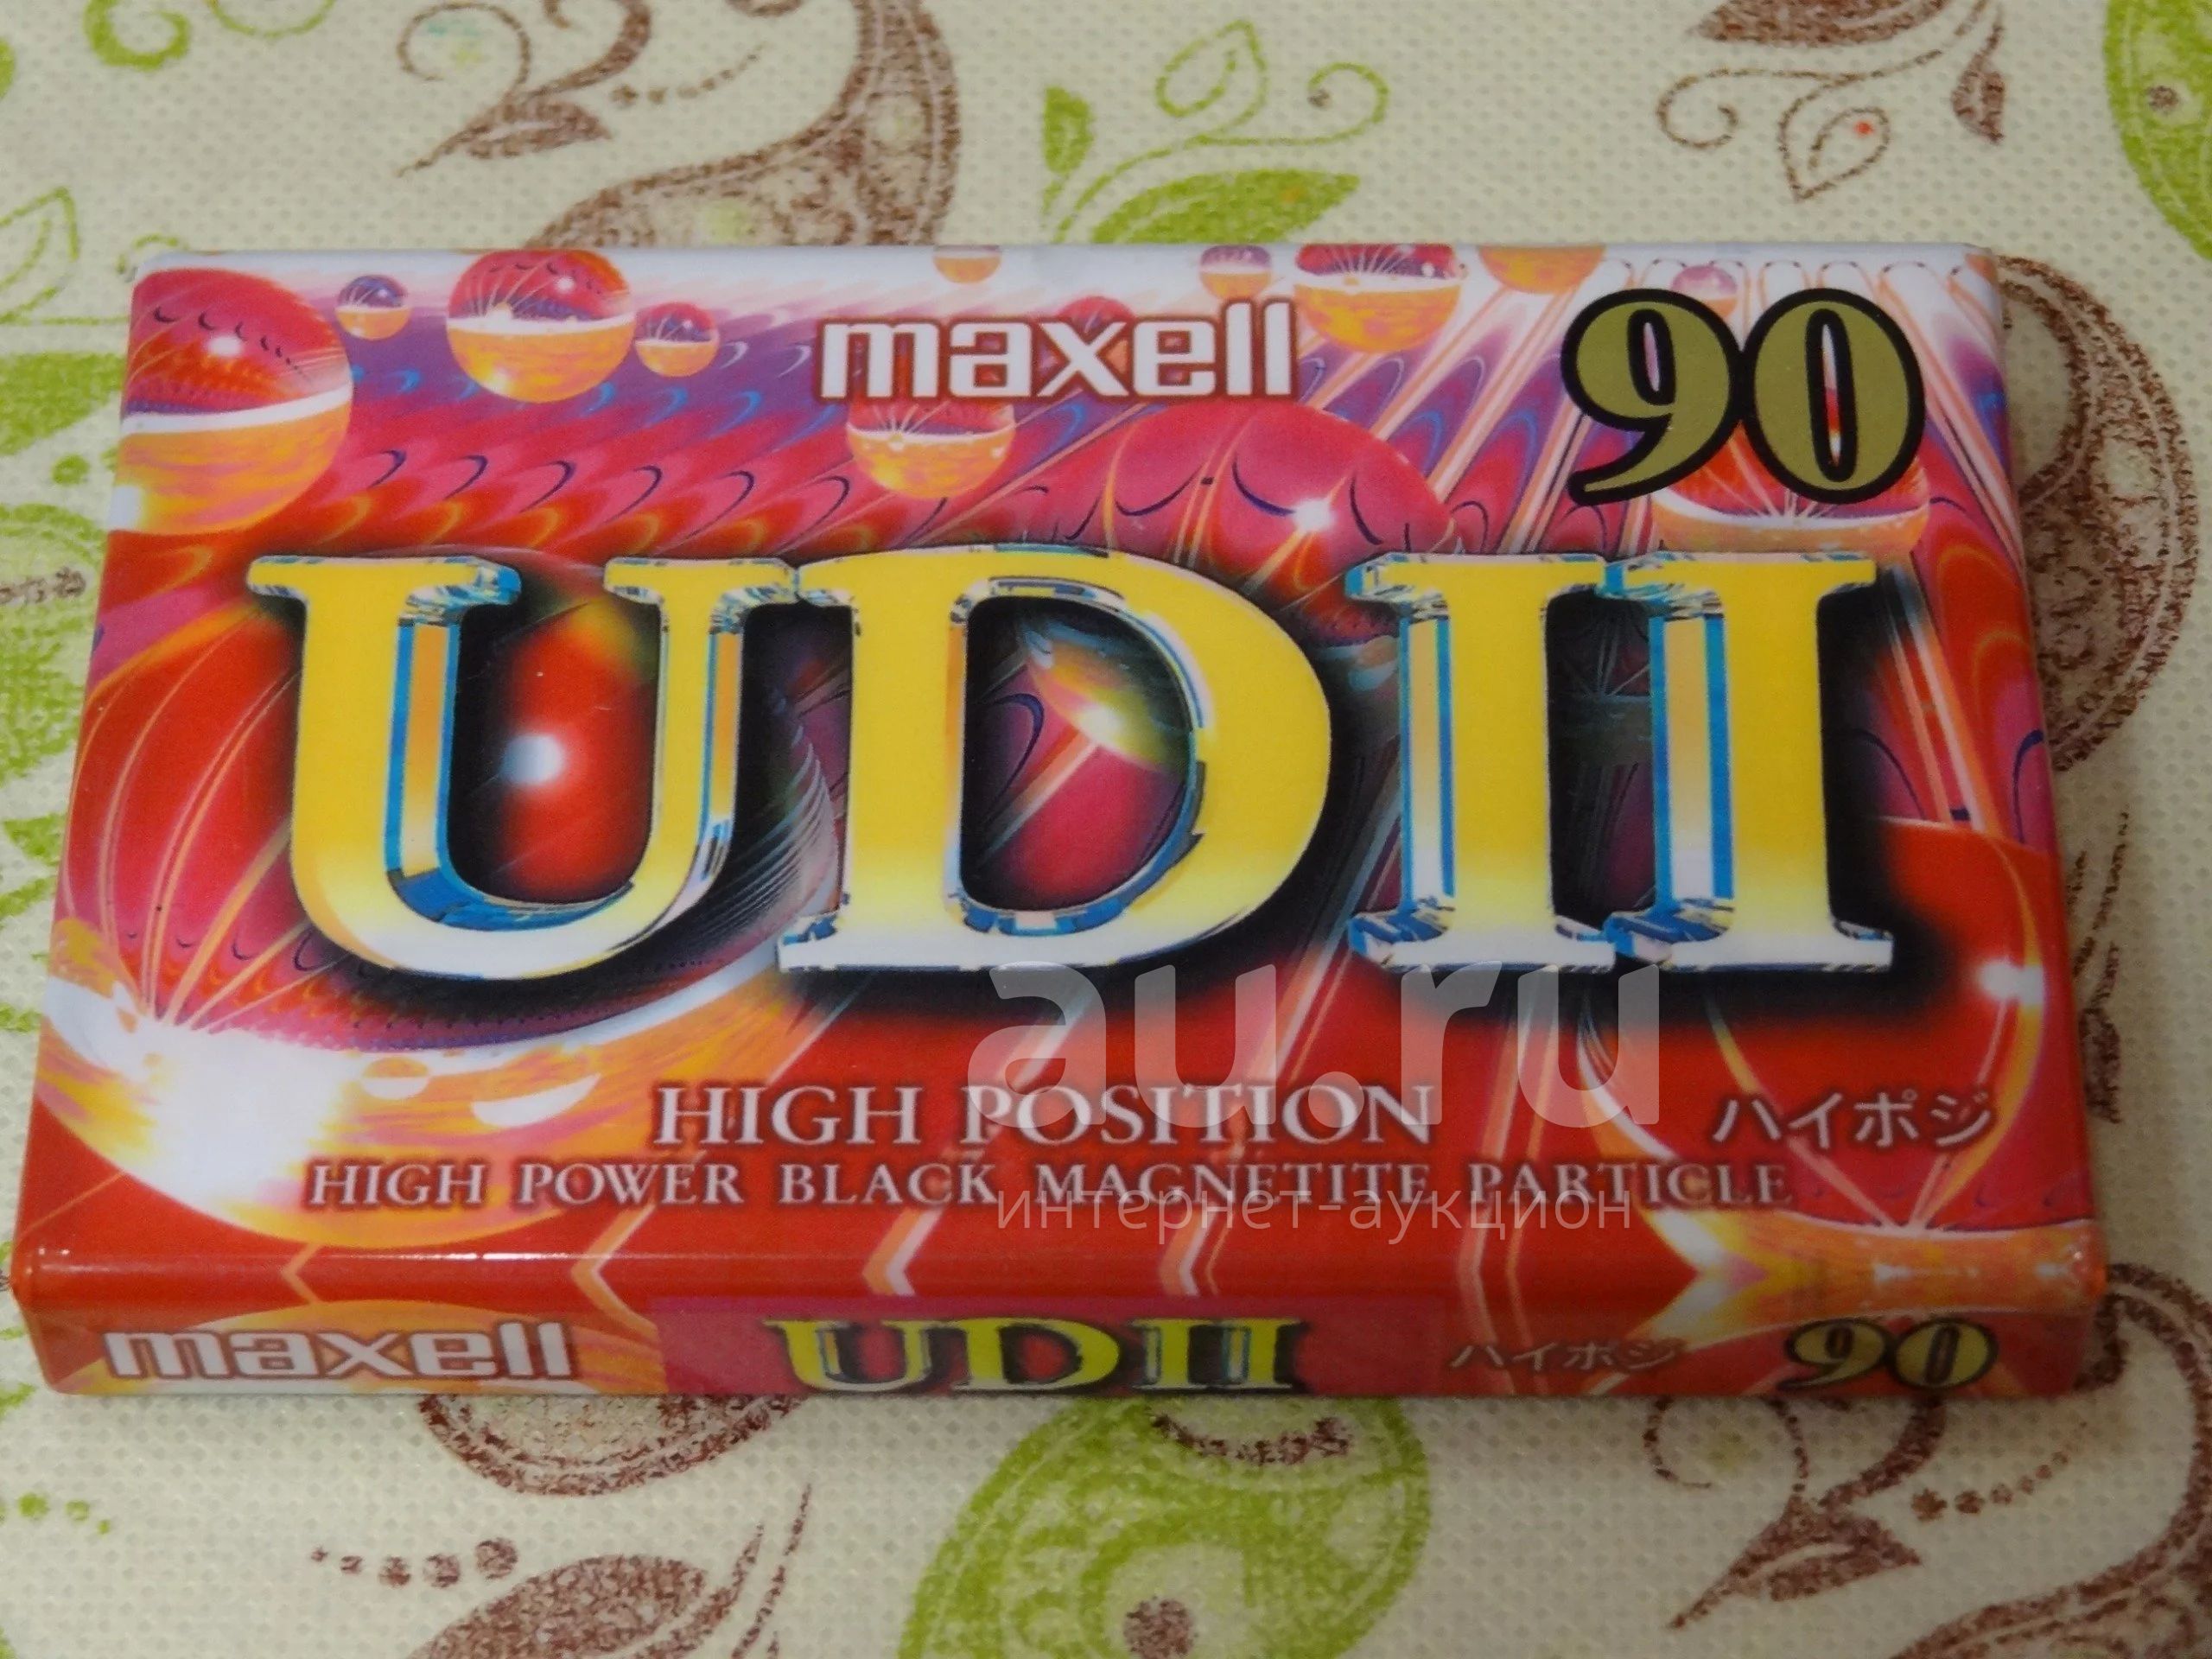 maxell
90
UDII
au.ru
HIGH POSITION
ハイポジ
HIGH POWER BLACK MAGNETITE PARTICLE
интернет-аукцион
maxell
UDII
ハイポジ
90